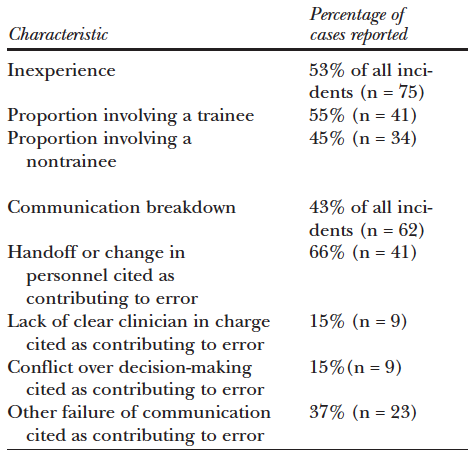 Characteristic Percentage of cases reported
Inexperience 53% of all inci-
dents (n = 75)
Proportion involving a trainee 55% (n = 41)
Proportion involving a 45% (n = 34)
nontrainee
Communication breakdown 43% of all inci-
dents (n = 62)
Handoff or change in 66% (n = 41)
personnel cited as
contributing to error
Lack of clear clinician in charge 15% (n = 9)
cited as contributing to error
Conflict over decision-making 15%(n = 9)
cited as contributing to error
Other failure of communication 37% (n = 23)
cited as contributing to error